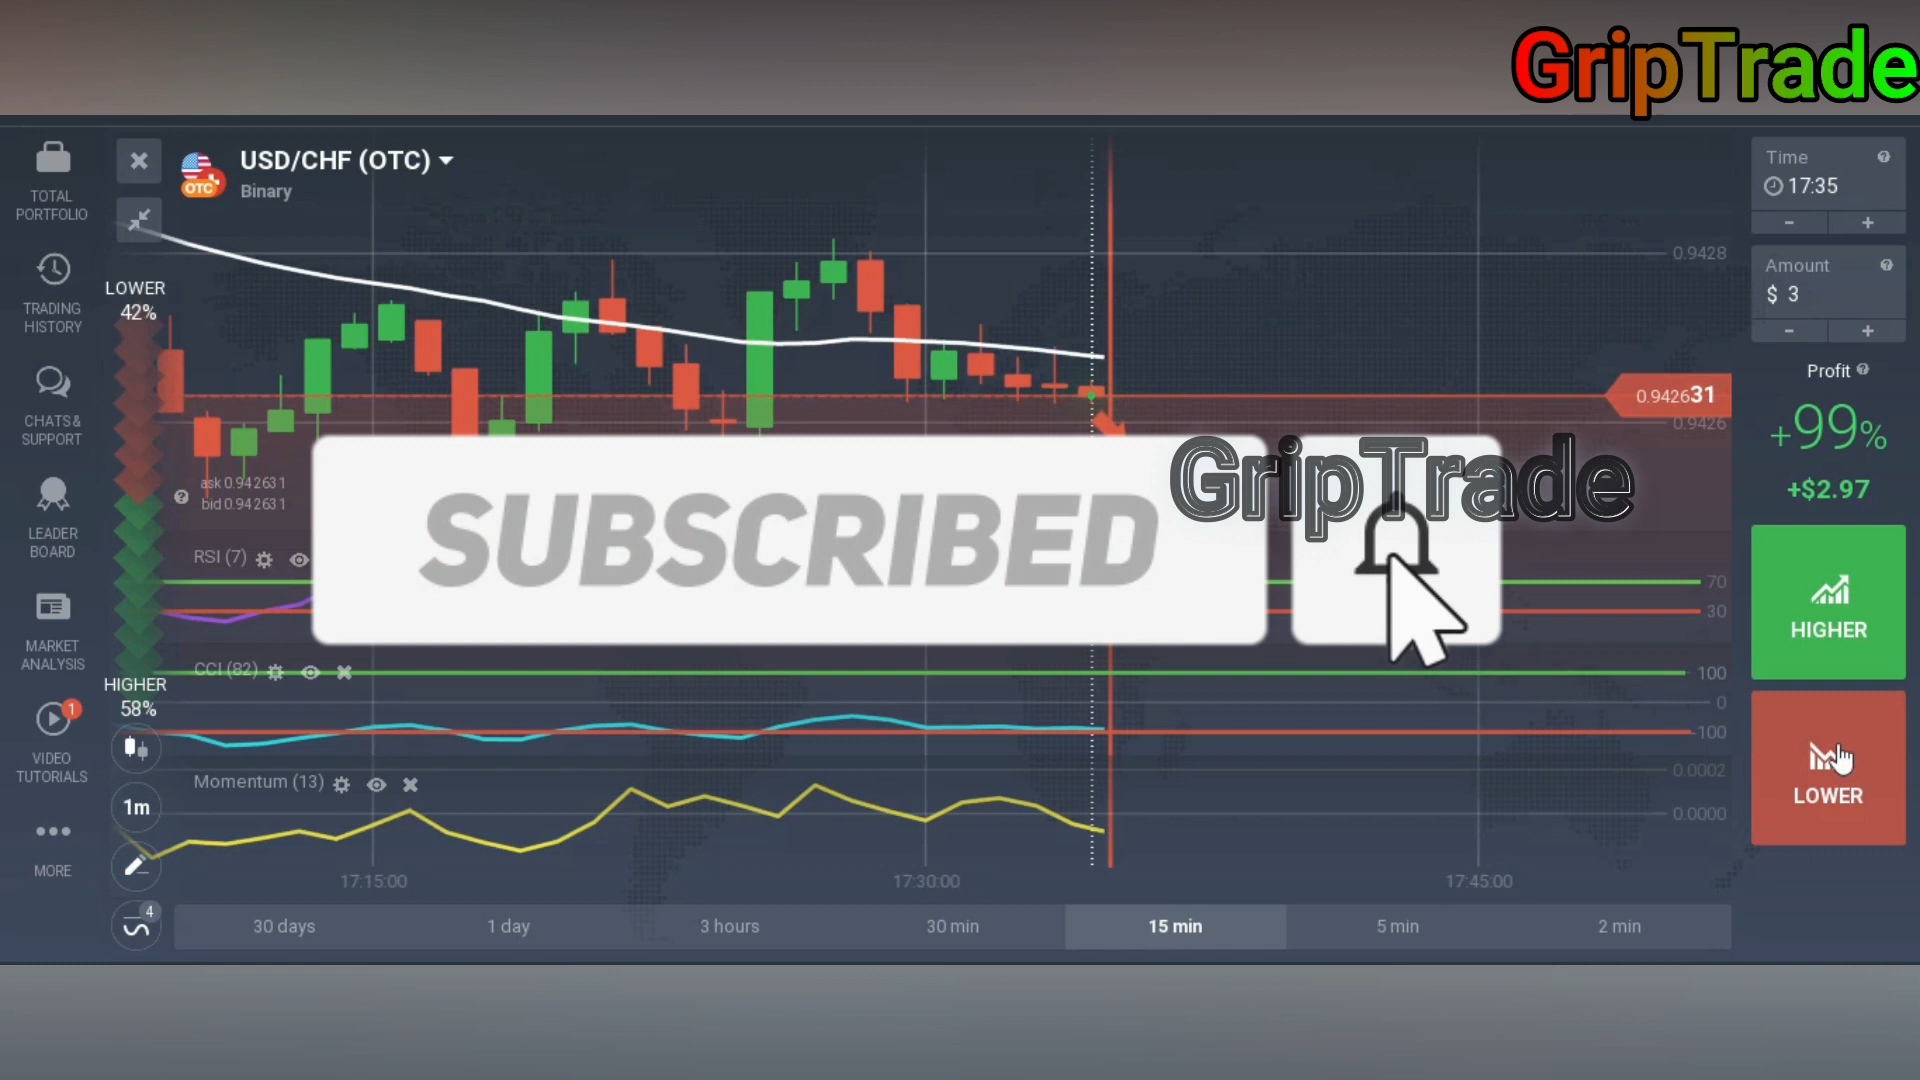 GripTrade
USD/CHF (OTC)
Binary
OTC
TOTAL
PORTFOLIO
TRADING
HISTORY
CHATS &
SUPPORT
LEADER
BOARD
MARKET
ANALYSIS
1
VIDEO
TUTORIALS
MORE
LOWER
42%
ask 0.942631
bid 0.942631
HIGHER
58%
1m
4
RSI (7)
CCI (82)
Momentum (13)
SUBSCRIBED
GripTrade
0.9428
0.942631
0.9426
70
30
100
0
-100
0.0002
0.0000
17:15:00
17:30:00
17:45:00
30 days
1 day
3 hours
30 min
15 min
5 min
2 min
Time
17:35
- +
Amount
$ 3
- +
Profit
+99%
+$2.97
HIGHER
LOWER